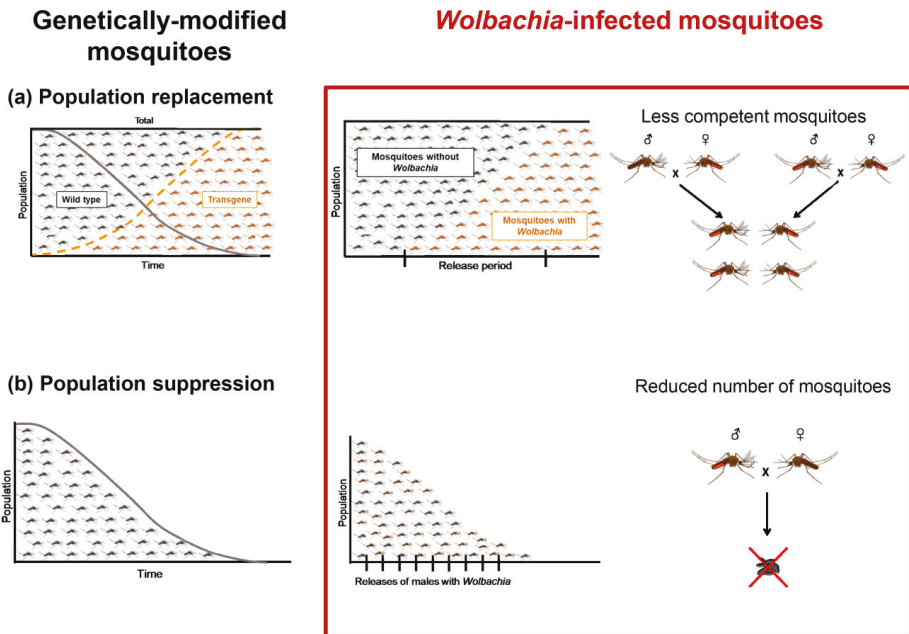 Genetically-modified
mosquitoes
Wolbachia-infected mosquitoes
(a) Population replacement
Total
Population
Wild type
Transgene
Time
Mosquitoes without
Wolbachia
Mosquitoes with
Wolbachia
Population
Release period
Less competent mosquitoes
♂ ♀ ♂ ♀
x x
(b) Population suppression
Population
Time
Population
Releases of males with Wolbachia
Reduced number of mosquitoes
♂ ♀
x